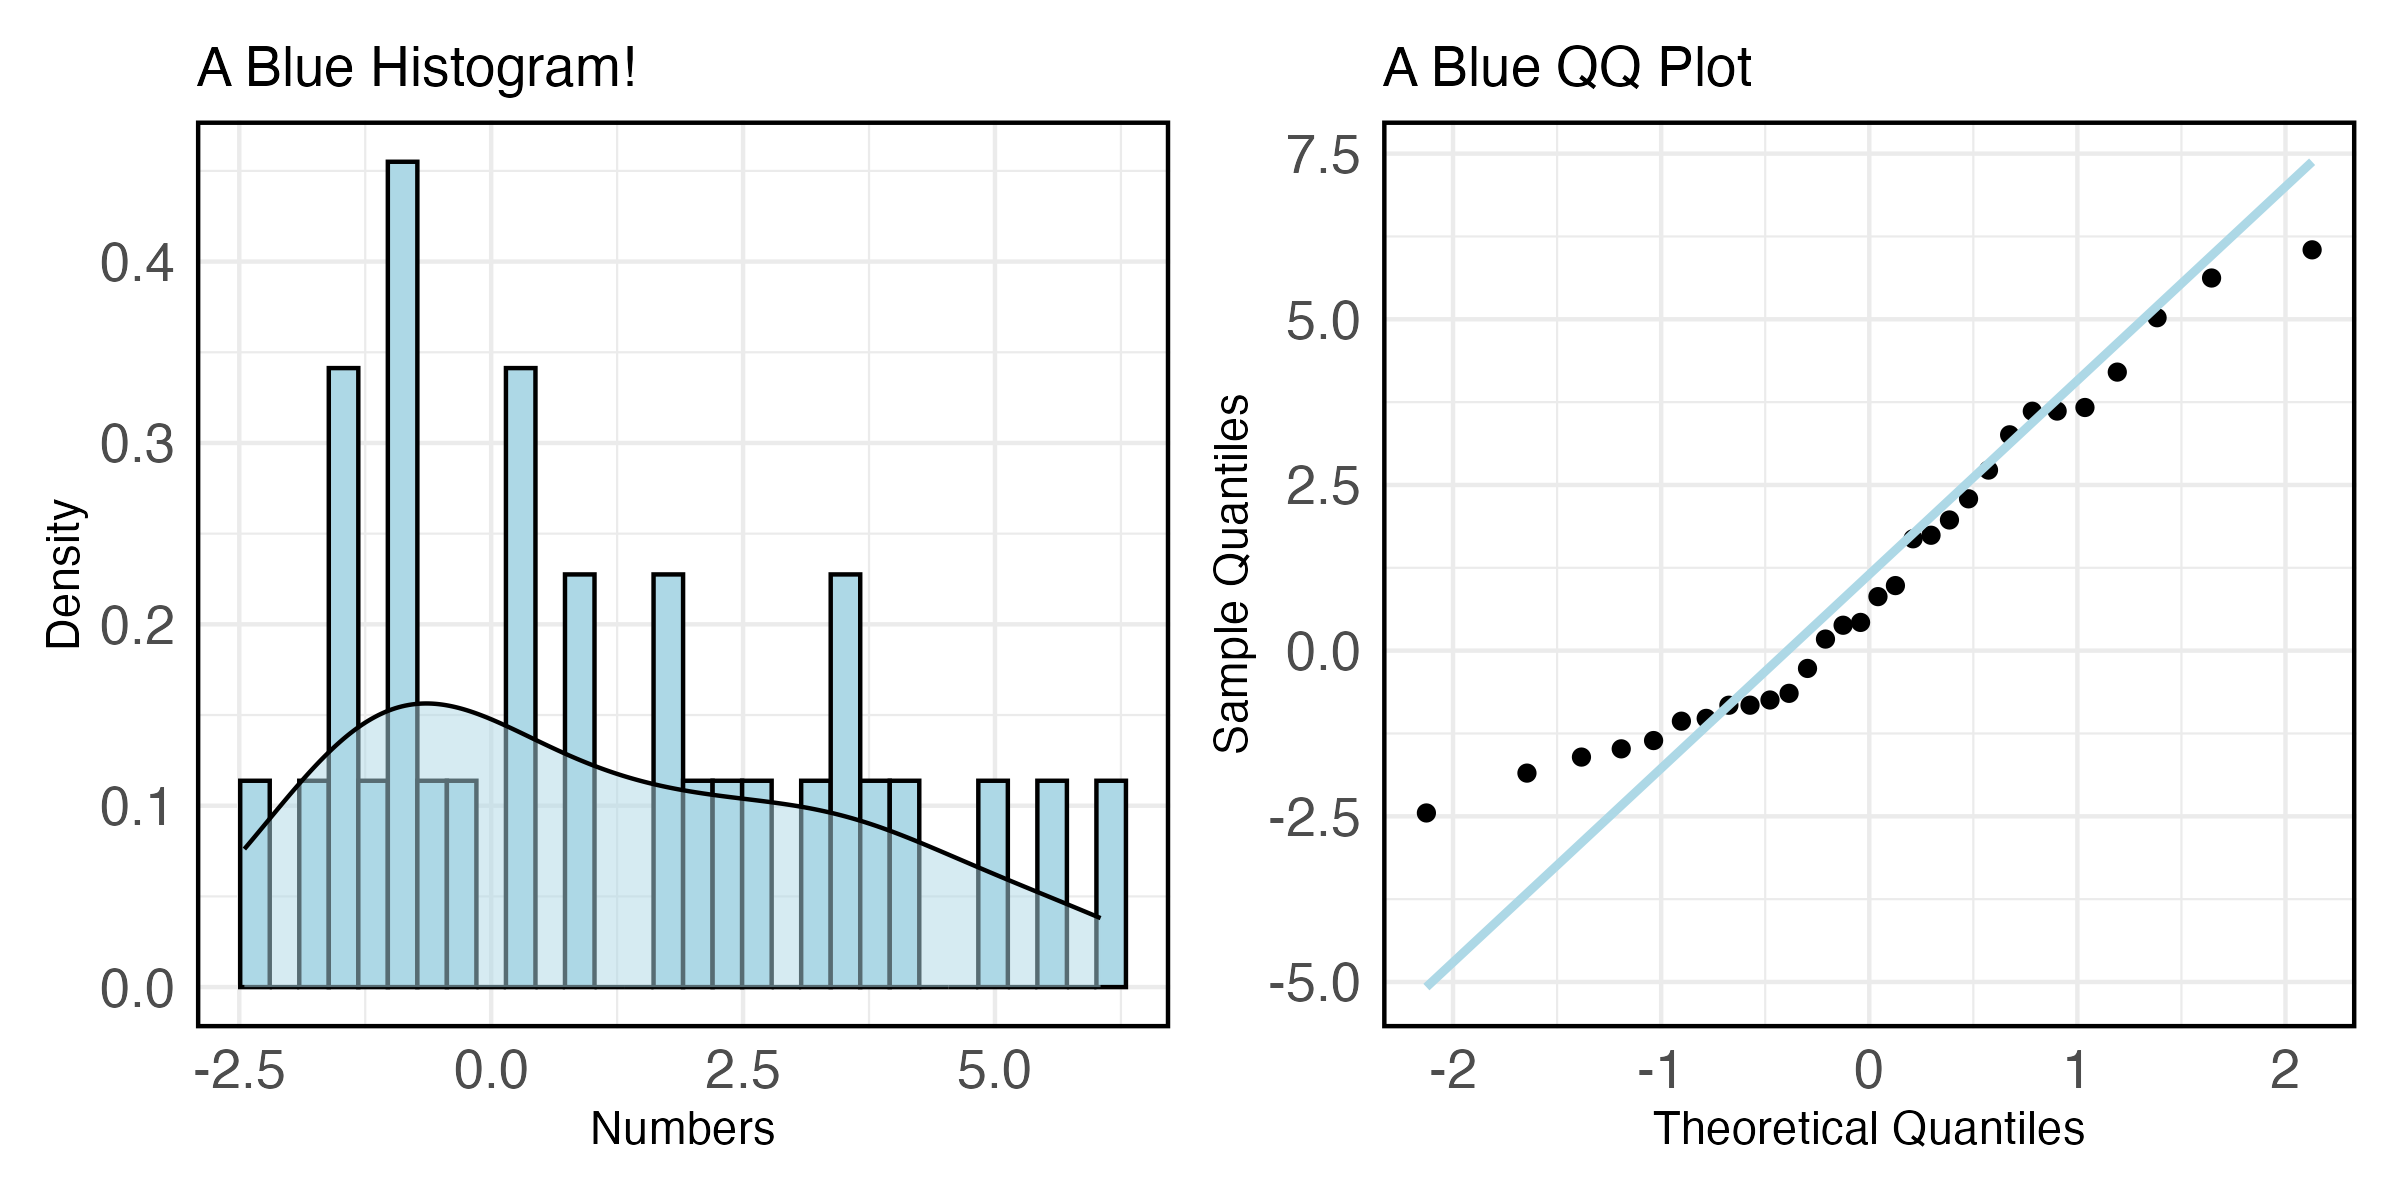 A Blue Histogram!
Density
0.4
0.3
0.2
0.1
0.0
-2.5 0.0 2.5 5.0
Numbers
A Blue QQ Plot
Sample Quantiles
7.5
5.0
2.5
0.0
-2.5
-5.0
-2 -1 0 1 2
Theoretical Quantiles